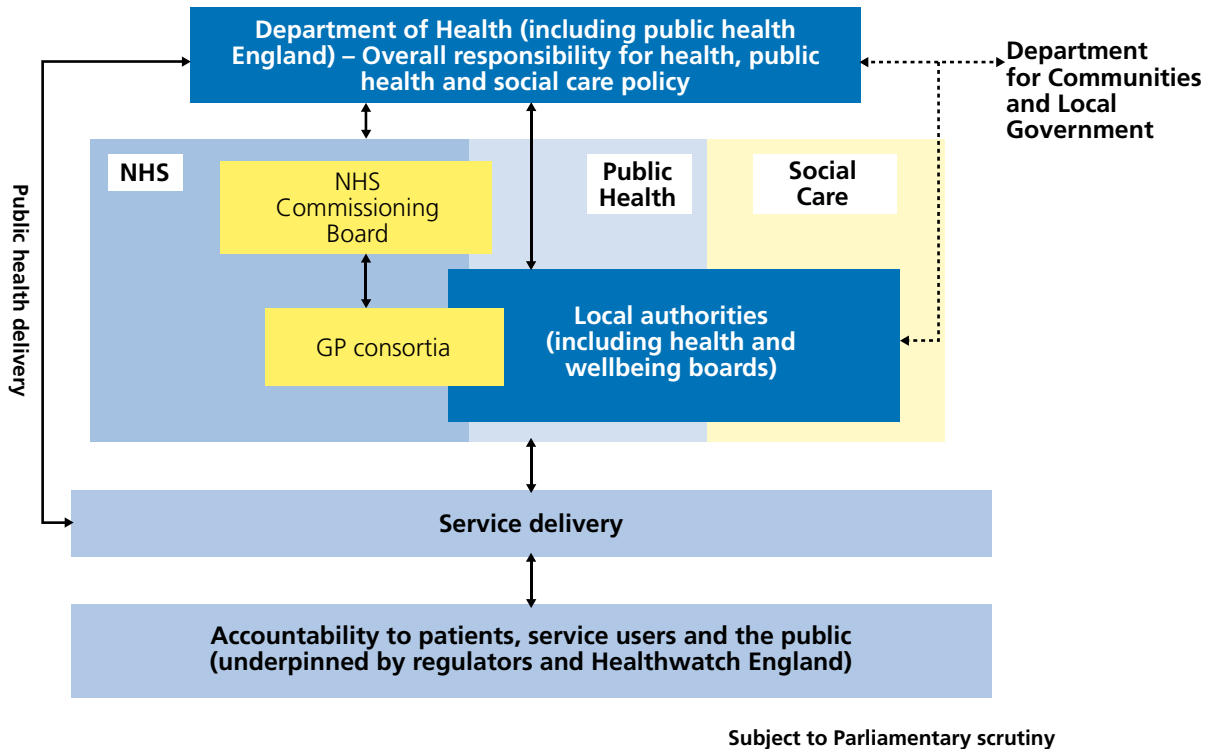 Department of Health (including public health
England) – Overall responsibility for health, public
health and social care policy
Department
for Communities
and Local
Government
Public health delivery
NHS
NHS
Commissioning
Board
Public
Health
Social
Care
GP consortia
Local authorities
(including health and
wellbeing boards)
Service delivery
Accountability to patients, service users and the public
(underpinned by regulators and Healthwatch England)
Subject to Parliamentary scrutiny